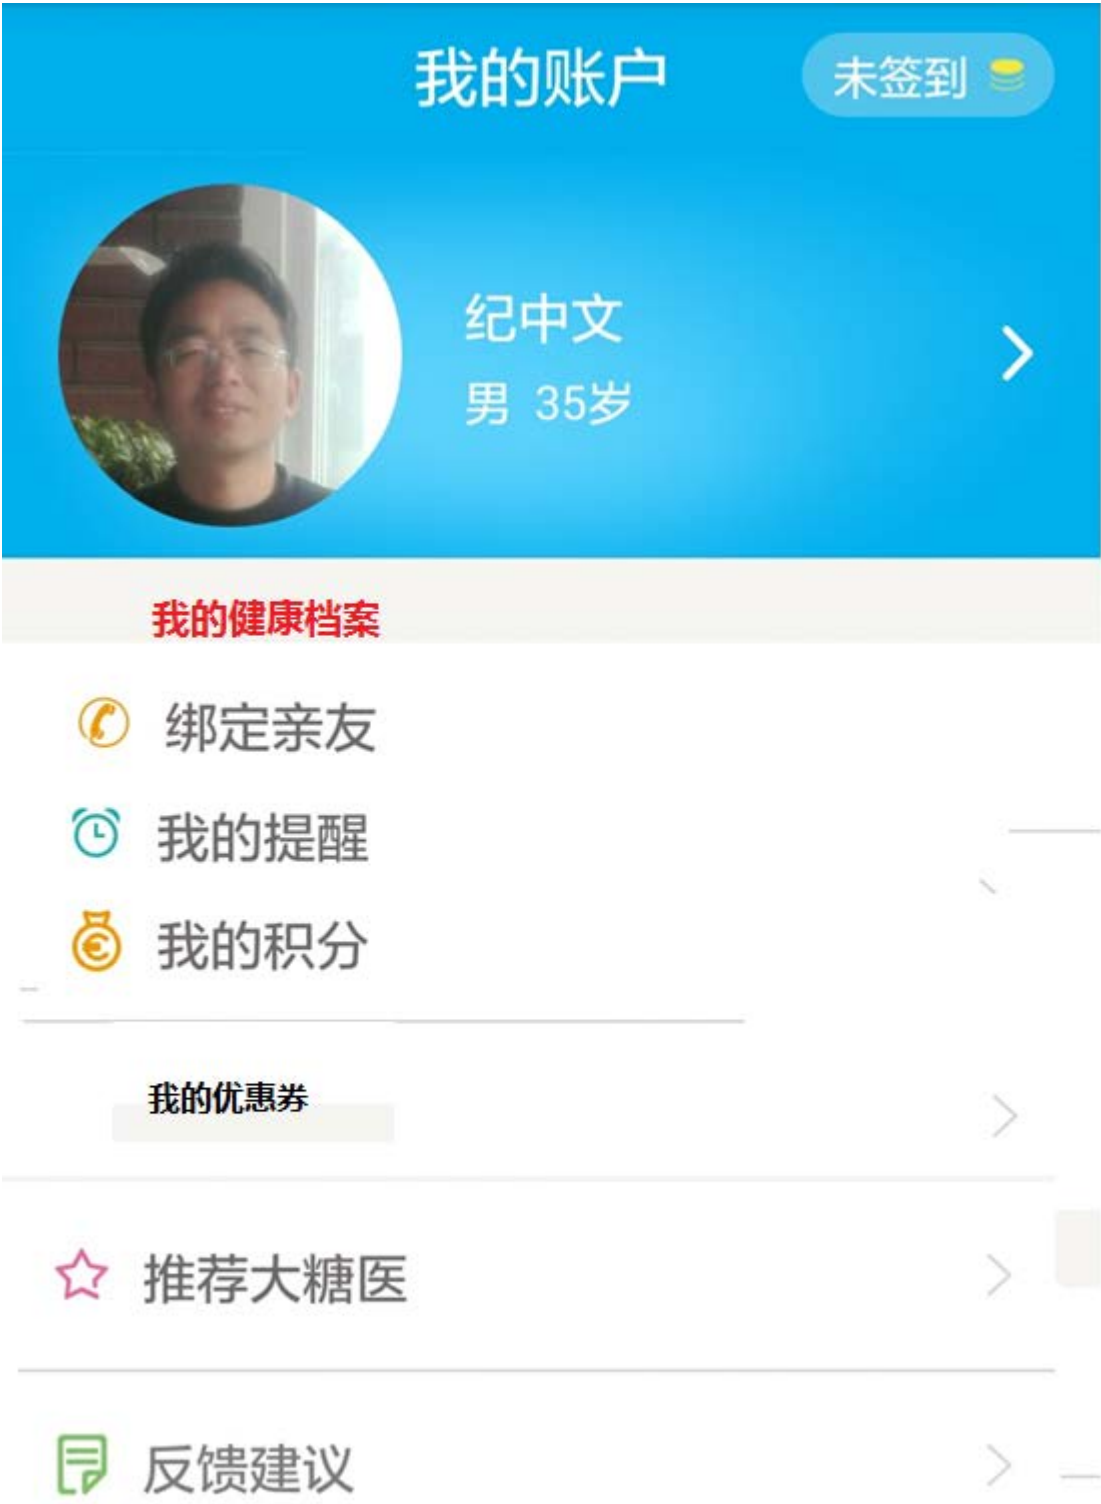 我的账户
未签到
纪中文
男 35岁
我的健康档案
绑定亲友
我的提醒
我的积分
我的优惠券
推荐大糖医
反馈建议